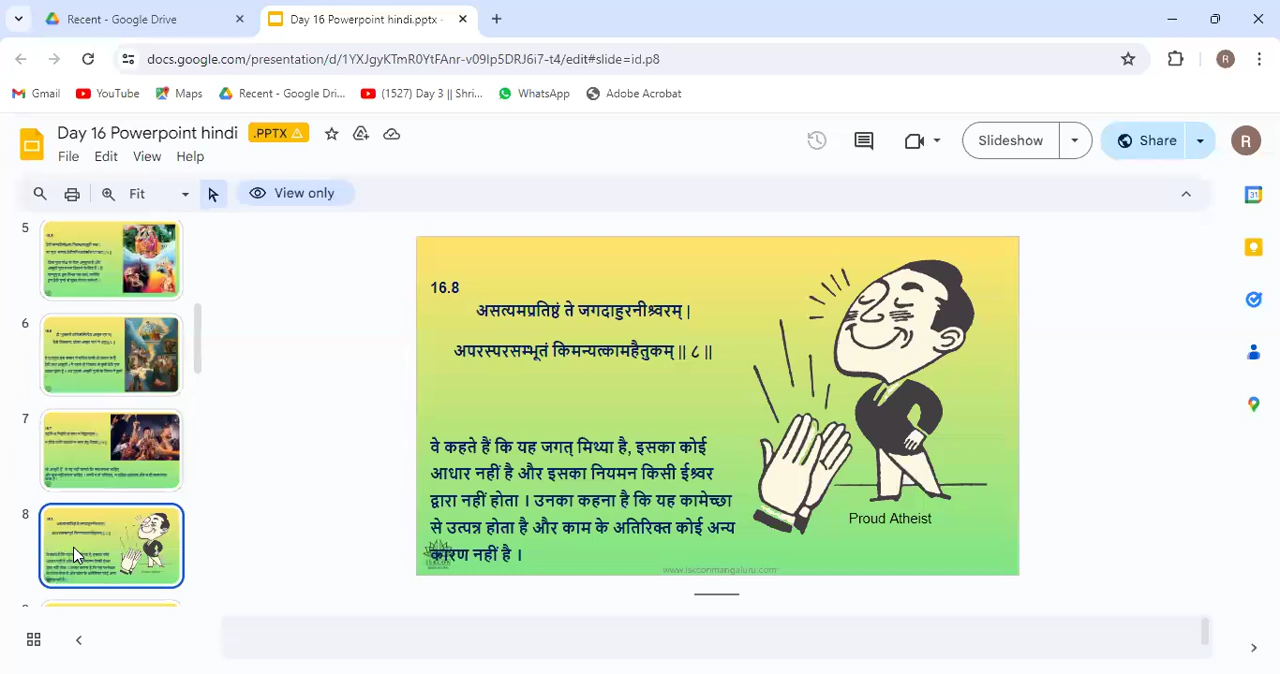 Recent - Google Drive
Day 16 Powerpoint hindi.pptx -
docs.google.com/presentation/d/1YXJgyKTmR0YtFAnr-v09Ip5DRJ6i7-t4/edit#slide=id.p8
R
Gmail
YouTube
Maps
Recent - Google Dri...
(1527) Day 3 || Shri...
WhatsApp
Adobe Acrobat
Day 16 Powerpoint hindi
.PPTX
File Edit View Help
Slideshow
Share
R
Fit
View only
31
5
6
7
8
16.8
असत्यमप्रतिष्ठं ते जगदाहुरनीश्र्वरम् |
अपरस्परसम्भूतं किमन्यत्कामहैतुकम् || ८ ||
वे कहते हैं कि यह जगत् मिथ्या है, इसका कोई
आधार नहीं है और इसका नियमन किसी ईश्र्वर
द्वारा नहीं होता । उनका कहना है कि यह कामेच्छा
से उत्पन्न होता है और काम के अतिरिक्त कोई अन्य
कारण नहीं है ।
Proud Atheist
www.iskconmangaluru.com